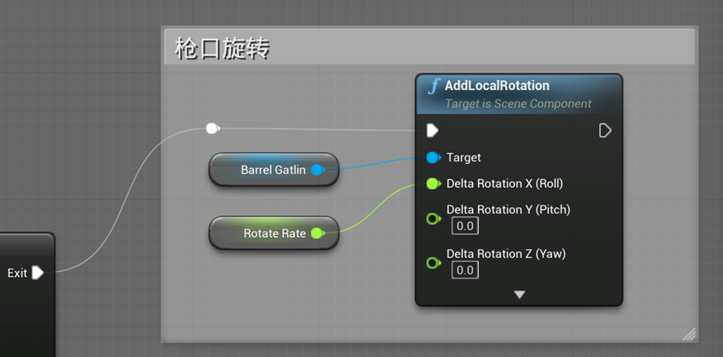 枪口旋转
AddLocalRotation
Target is Scene Component
Barrel Gatlin
Target
Delta Rotation X (Roll)
Rotate Rate
Delta Rotation Y (Pitch)
0.0
Delta Rotation Z (Yaw)
0.0
Exit